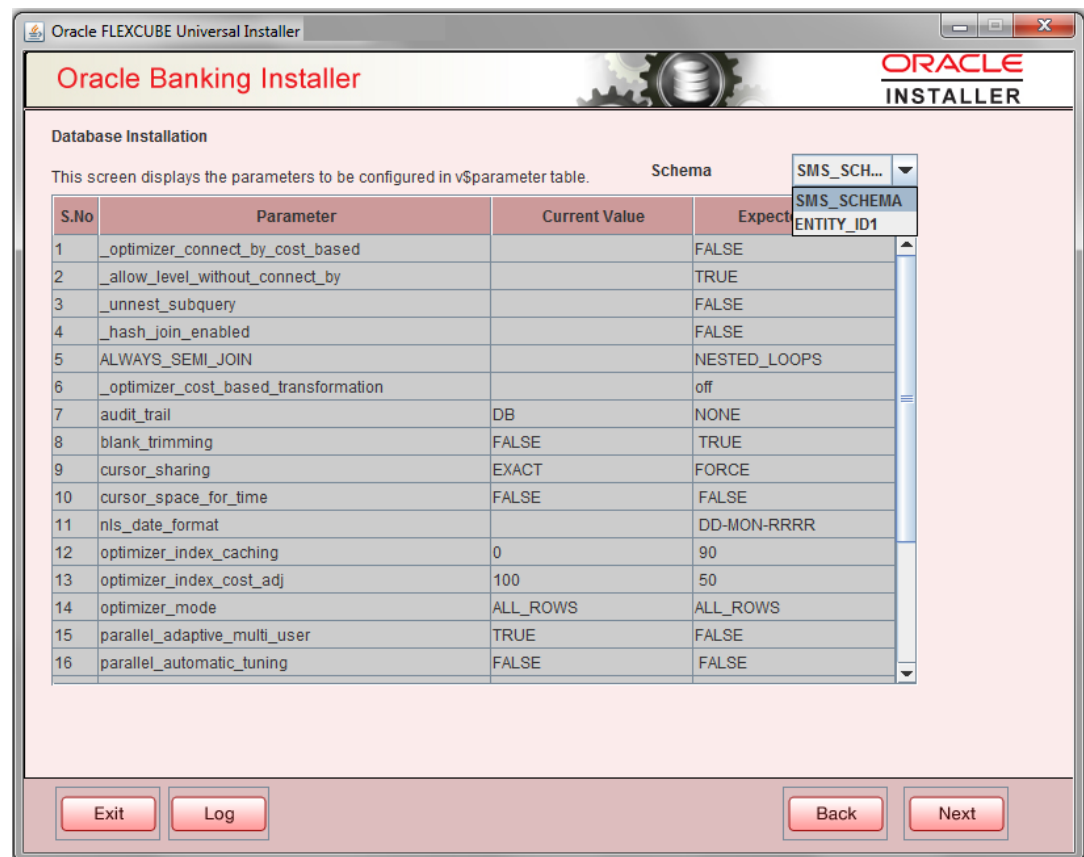 Oracle FLEXCUBE Universal Installer
Oracle Banking Installer
ORACLE
INSTALLER
Database Installation
This screen displays the parameters to be configured in v$parameter table. Schema SMS_SCH...
SMS_SCHEMA
ENTITY_ID1
S.No Parameter Current Value
1 _optimizer_connect_by_cost_based FALSE
2 _allow_level_without_connect_by TRUE
3 _unnest_subquery FALSE
4 _hash_join_enabled FALSE
5 ALWAYS_SEMI_JOIN NESTED_LOOPS
6 _optimizer_cost_based_transformation off
7 audit_trail DB NONE
8 blank_trimming FALSE TRUE
9 cursor_sharing EXACT FORCE
10 cursor_space_for_time FALSE FALSE
11 nls_date_format DD-MON-RRRR
12 optimizer_index_caching 0 90
13 optimizer_index_cost_adj 100 50
14 optimizer_mode ALL_ROWS ALL_ROWS
15 parallel_adaptive_multi_user TRUE FALSE
16 parallel_automatic_tuning FALSE FALSE
Exit Log Back Next